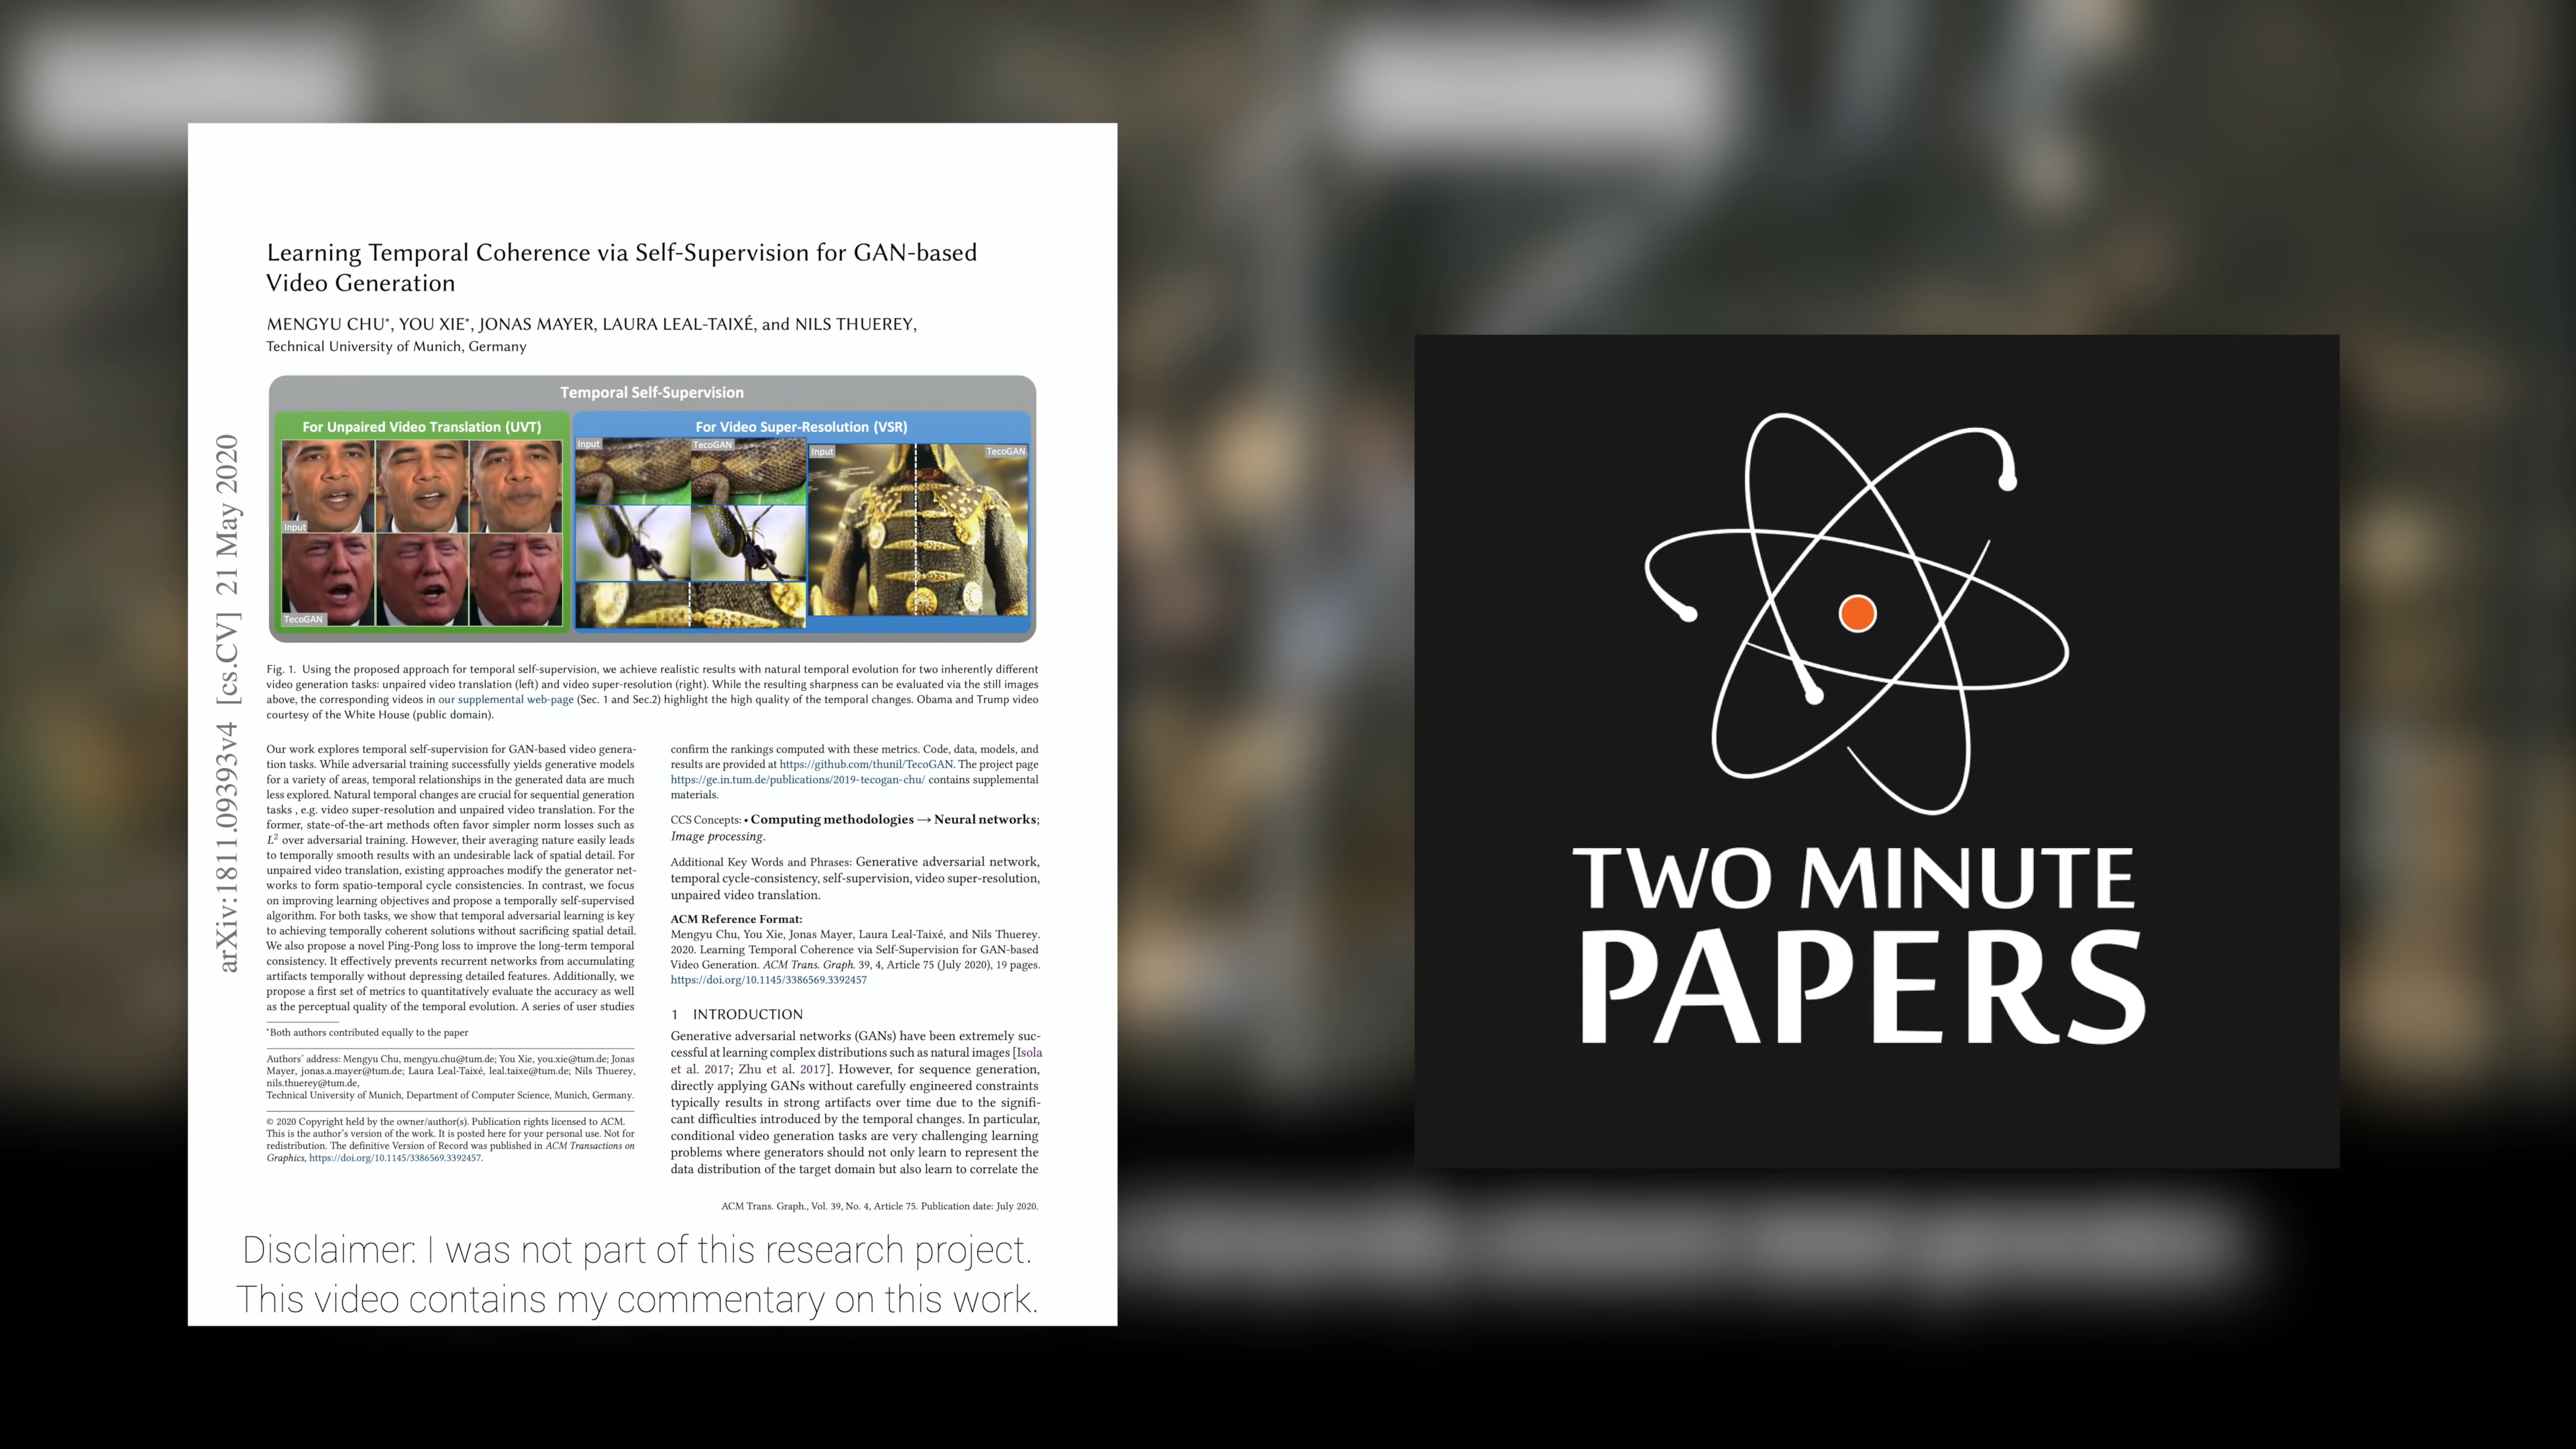 Learning Temporal Coherence via Self-Supervision for GAN-based
Video Generation
MENGYU CHU*, YOU XIE*, JONAS MAYER, LAURA LEAL-TAIXÉ, and NILS THUEREY,
Technical University of Munich, Germany
arXiv:1811.09393v4 [cs.CV] 21 May 2020
Temporal Self-Supervision
For Unpaired Video Translation (UVT)
Input
TecoGAN
For Video Super-Resolution (VSR)
Input
TecoGAN
Input
TecoGAN
Fig. 1. Using the proposed approach for temporal self-supervision, we achieve realistic results with natural temporal evolution for two inherently different
video generation tasks: unpaired video translation (left) and video super-resolution (right). While the resulting sharpness can be evaluated via the still images
above, the corresponding videos in our supplemental web-page (Sec. 1 and Sec.2) highlight the high quality of the temporal changes. Obama and Trump video
courtesy of the White House (public domain).
Our work explores temporal self-supervision for GAN-based video genera-
tion tasks. While adversarial training successfully yields generative models
for a variety of areas, temporal relationships in the generated data are much
less explored. Natural temporal changes are crucial for sequential generation
tasks , e.g. video super-resolution and unpaired video translation. For the
former, state-of-the-art methods often favor simpler norm losses such as
L² over adversarial training. However, their averaging nature easily leads
to temporally smooth results with an undesirable lack of spatial detail. For
unpaired video translation, existing approaches modify the generator net-
works to form spatio-temporal cycle consistencies. In contrast, we focus
on improving learning objectives and propose a temporally self-supervised
algorithm. For both tasks, we show that temporal adversarial learning is key
to achieving temporally coherent solutions without sacrificing spatial detail.
We also propose a novel Ping-Pong loss to improve the long-term temporal
consistency. It effectively prevents recurrent networks from accumulating
artifacts temporally without depressing detailed features. Additionally, we
propose a first set of metrics to quantitatively evaluate the accuracy as well
as the perceptual quality of the temporal evolution. A series of user studies
*Both authors contributed equally to the paper
Authors' address: Mengyu Chu, mengyu.chu@tum.de; You Xie, you.xie@tum.de; Jonas
Mayer, jonas.a.mayer@tum.de; Laura Leal-Taixé, leal.taixe@tum.de; Nils Thuerey,
nils.thuerey@tum.de,
Technical University of Munich, Department of Computer Science, Munich, Germany.
© 2020 Copyright held by the owner/author(s). Publication rights licensed to ACM.
This is the author's version of the work. It is posted here for your personal use. Not for
redistribution. The definitive Version of Record was published in ACM Transactions on
Graphics, https://doi.org/10.1145/3386569.3392457.
confirm the rankings computed with these metrics. Code, data, models, and
results are provided at https://github.com/thunil/TecoGAN. The project page
https://ge.in.tum.de/publications/2019-tecogan-chu/ contains supplemental
materials.
CCS Concepts: • Computing methodologies → Neural networks;
Image processing.
Additional Key Words and Phrases: Generative adversarial network,
temporal cycle-consistency, self-supervision, video super-resolution,
unpaired video translation.
ACM Reference Format:
Mengyu Chu, You Xie, Jonas Mayer, Laura Leal-Taixé, and Nils Thuerey.
2020. Learning Temporal Coherence via Self-Supervision for GAN-based
Video Generation. ACM Trans. Graph. 39, 4, Article 75 (July 2020), 19 pages.
https://doi.org/10.1145/3386569.3392457
1 INTRODUCTION
Generative adversarial networks (GANs) have been extremely suc-
cessful at learning complex distributions such as natural images [Isola
et al. 2017; Zhu et al. 2017]. However, for sequence generation,
directly applying GANs without carefully engineered constraints
typically results in strong artifacts over time due to the signifi-
cant difficulties introduced by the temporal changes. In particular,
conditional video generation tasks are very challenging learning
problems where generators should not only learn to represent the
data distribution of the target domain but also learn to correlate the
ACM Trans. Graph., Vol. 39, No. 4, Article 75. Publication date: July 2020.
Disclaimer: I was not part of this research project.
This video contains my commentary on this work.
TWO MINUTE
PAPERS